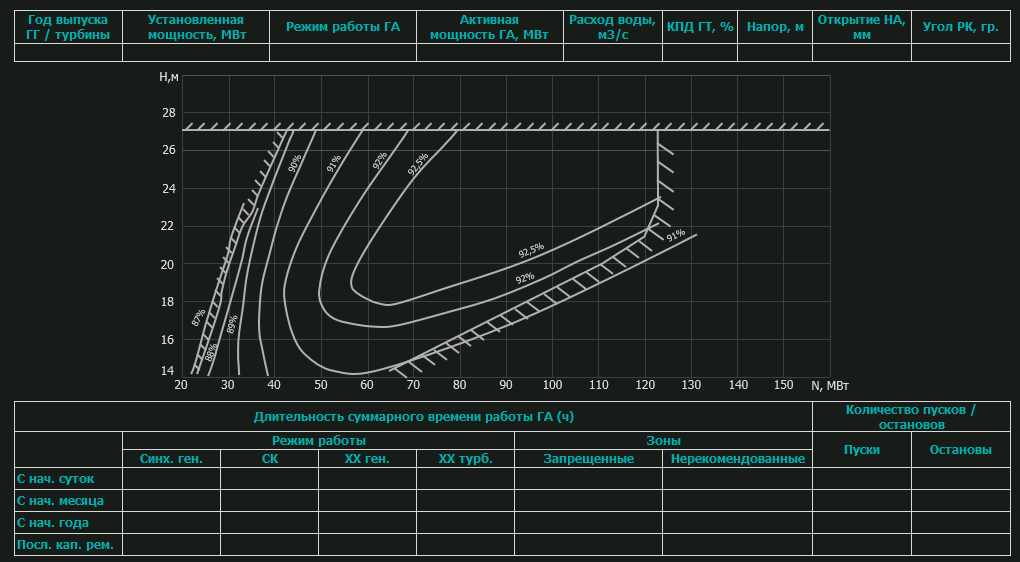 Год выпуска
ГГ / турбины
Установленная
мощность, МВт
Режим работы ГА
Активная
мощность ГА, МВт
Расход воды,
м3/с
КПД ГТ, %
Напор, м
Открытие НА,
мм
Угол РК, гр.
H,м
28
26
24
22
20
18
16
14
90%
91%
92%
92,5%
92,5%
92%
91%
87%
88%
89%
20
30
40
50
60
70
80
90
100
110
120
130
140
150
N, МВт
Длительность суммарного времени работы ГА (ч)
Количество пусков /
остановов
Режим работы
Зоны
Пуски
Остановы
Синх. ген.
СК
ХХ ген.
ХХ турб.
Запрещенные
Нерекомендованные
С нач. суток
С нач. месяца
С нач. года
Посл. кап. рем.